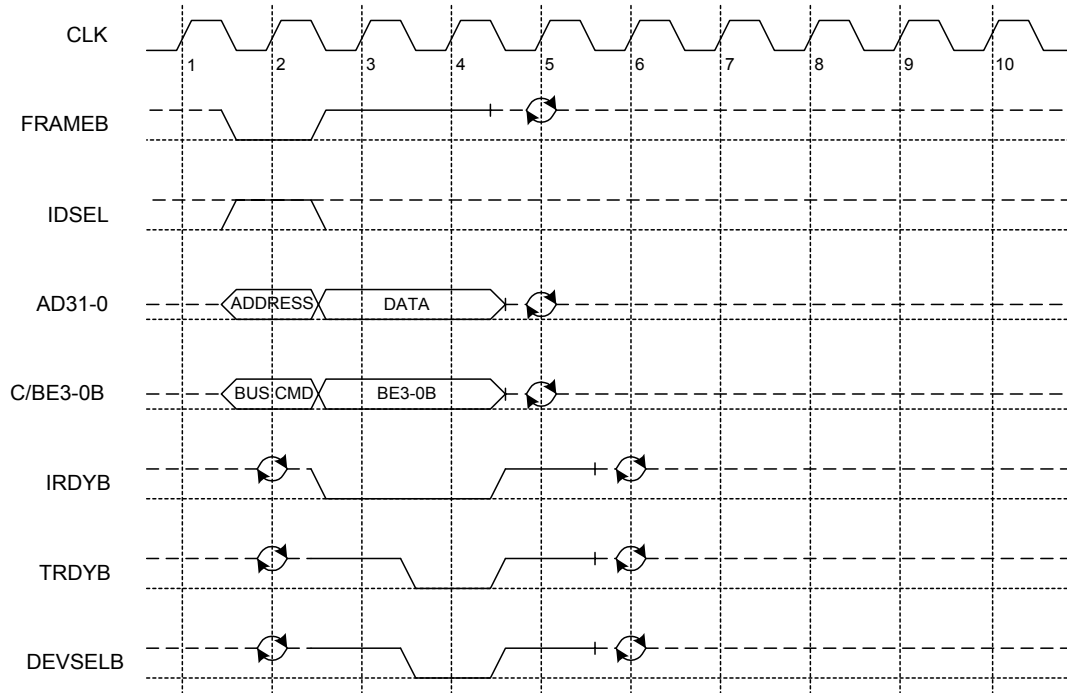 CLK
1 2 3 4 5 6 7 8 9 10
FRAMEB
IDSEL
AD31-0 ADDRESS DATA
C/BE3-0B BUS CMD BE3-0B
IRDYB
TRDYB
DEVSELB